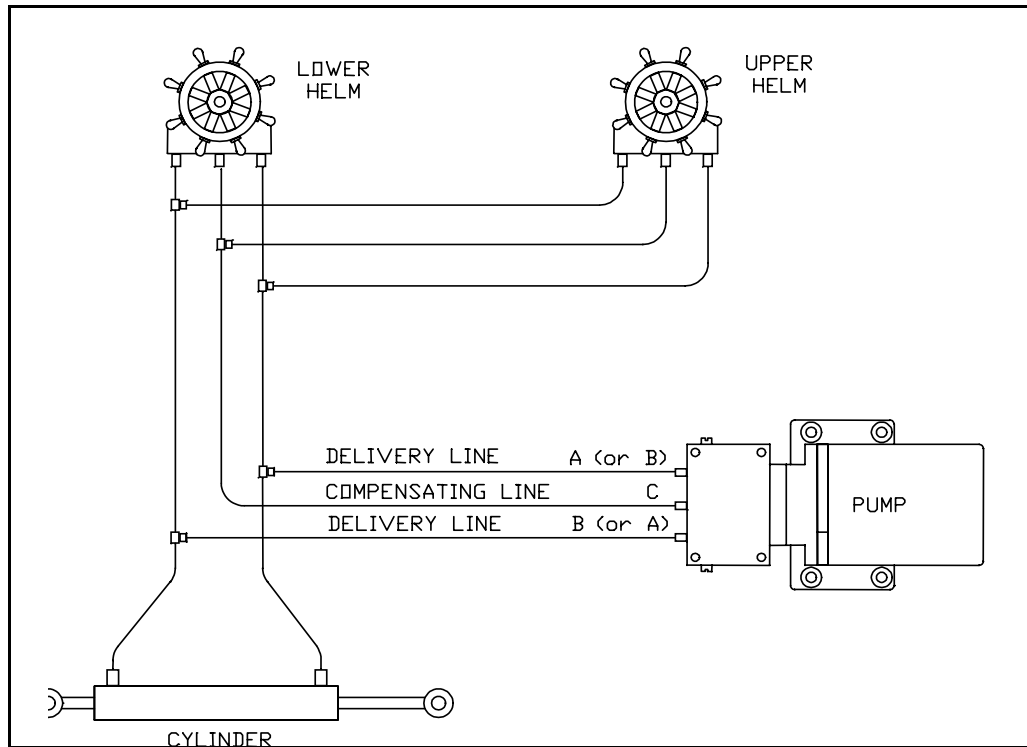 LOWER
HELM
UPPER
HELM
DELIVERY LINE A (or B)
COMPENSATING LINE C
DELIVERY LINE B (or A)
PUMP
CYLINDER